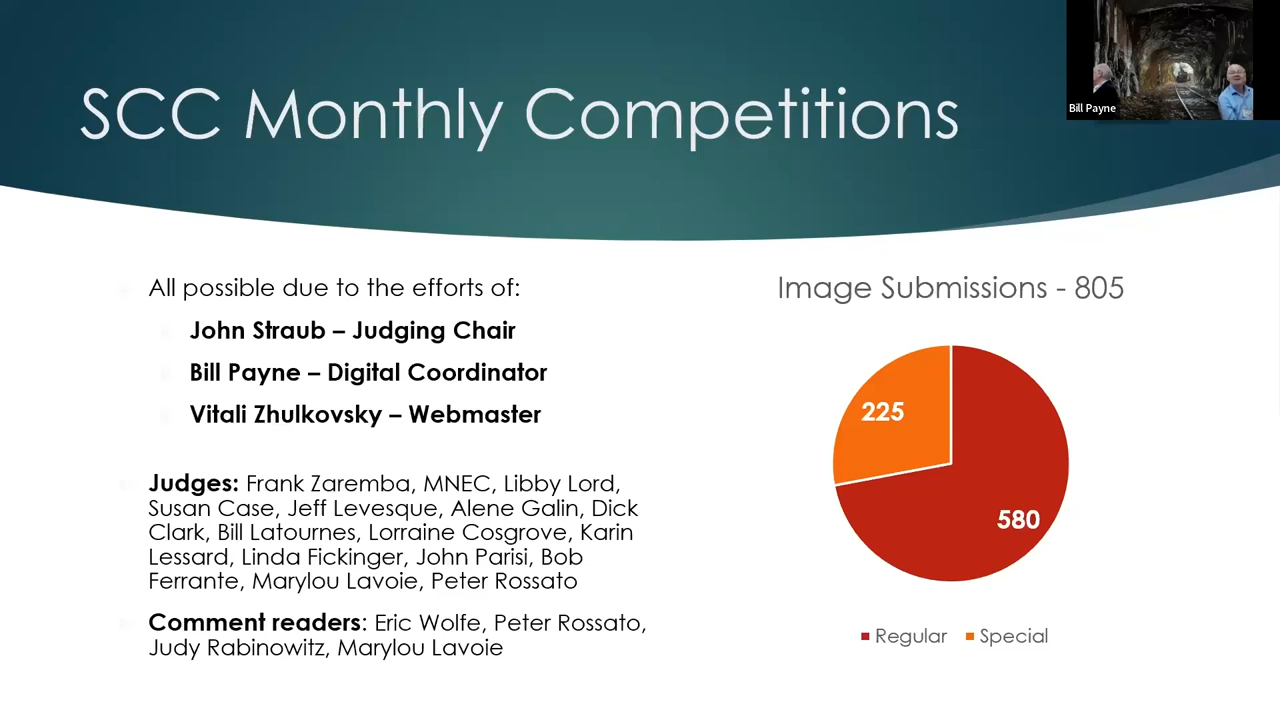 SCC Monthly Competitions
Bill Payne
All possible due to the efforts of:
John Straub – Judging Chair
Bill Payne – Digital Coordinator
Vitali Zhulkovsky – Webmaster
Judges: Frank Zaremba, MNEC, Libby Lord,
Susan Case, Jeff Levesque, Alene Galin, Dick
Clark, Bill Latournes, Lorraine Cosgrove, Karin
Lessard, Linda Fickinger, John Parisi, Bob
Ferrante, Marylou Lavoie, Peter Rossato
Comment readers: Eric Wolfe, Peter Rossato,
Judy Rabinowitz, Marylou Lavoie
Image Submissions - 805
225
580
Regular Special